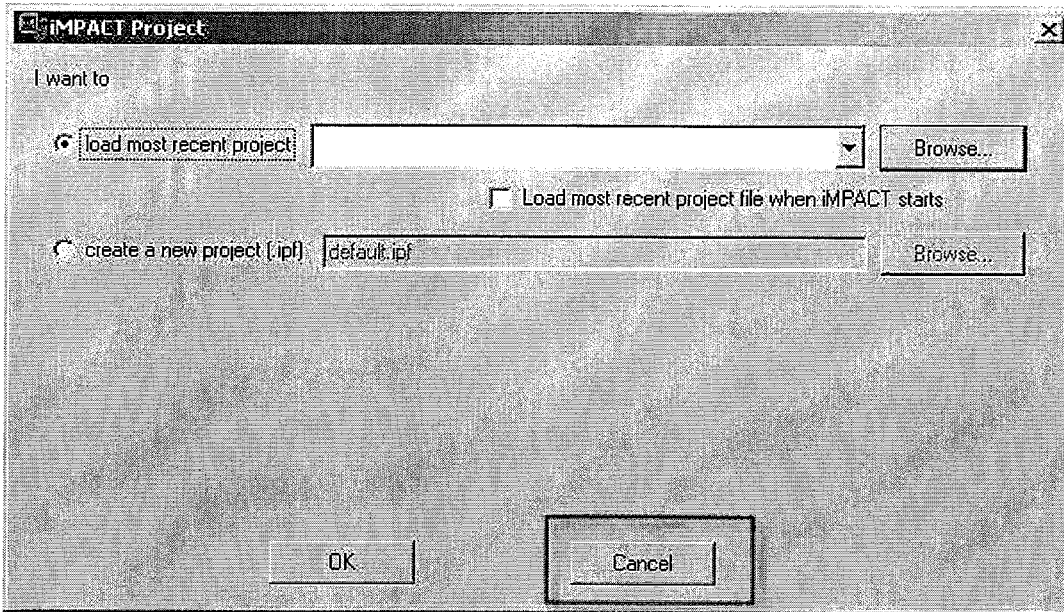 iMPACT Project
I want to
load most recent project Browse...
Load most recent project file when iMPACT starts
create a new project (.ipf) default.ipf Browse...
OK Cancel